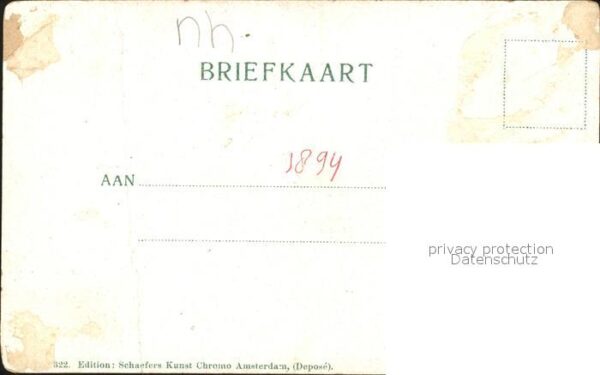 nh.
BRIEFKAART
1894
AAN
privacy protection
Datenschutz
322. Edition: Schaefers Kunst Chromo Amsterdam, (Deposé).